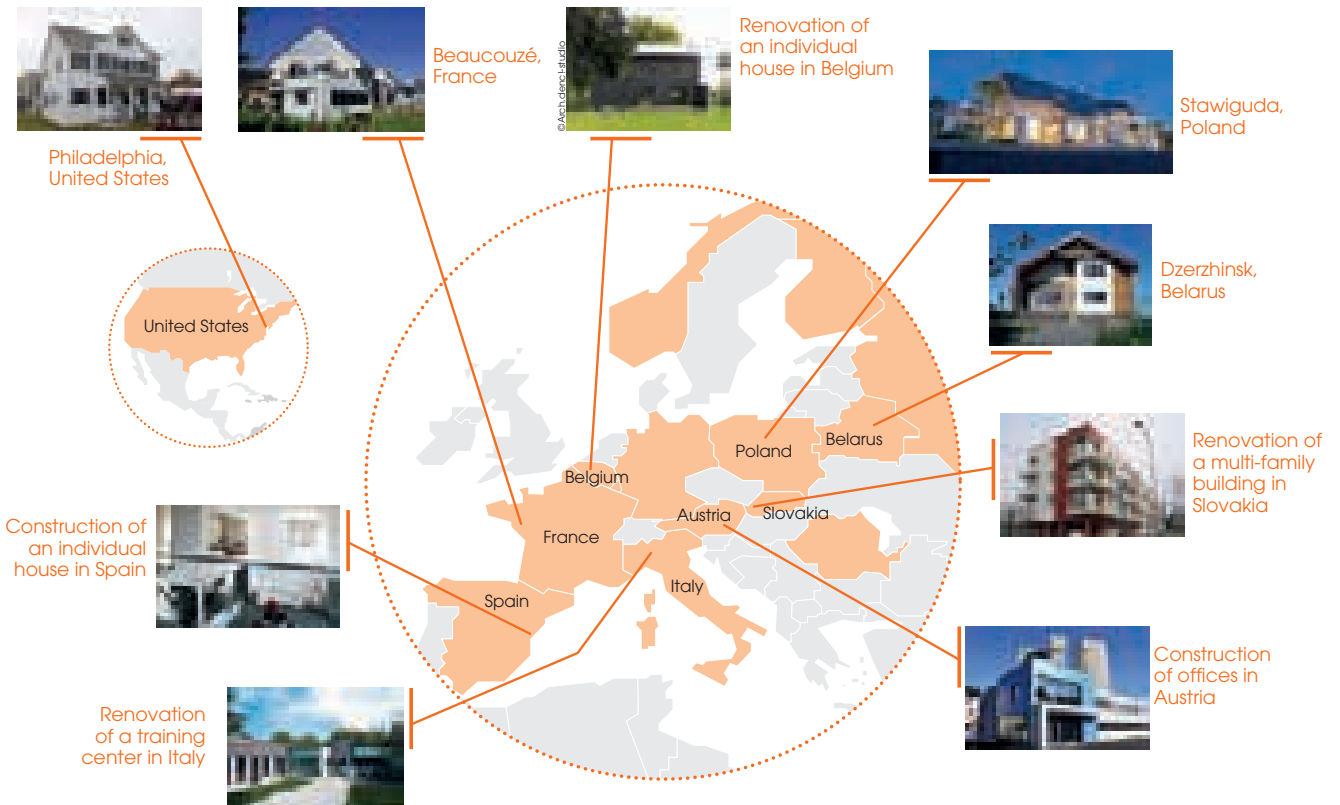 Philadelphia,
United States
Beaucouzé,
France
©Arch.denc!-studio
Renovation of
an individual
house in Belgium
Stawiguda,
Poland
Dzerzhinsk,
Belarus
United States
Poland
Belarus
Belgium
Austria
Slovakia
France
Italy
Spain
Renovation of
a multi-family
building in
Slovakia
Construction of
an individual
house in Spain
Construction
of offices in
Austria
Renovation
of a training
center in Italy